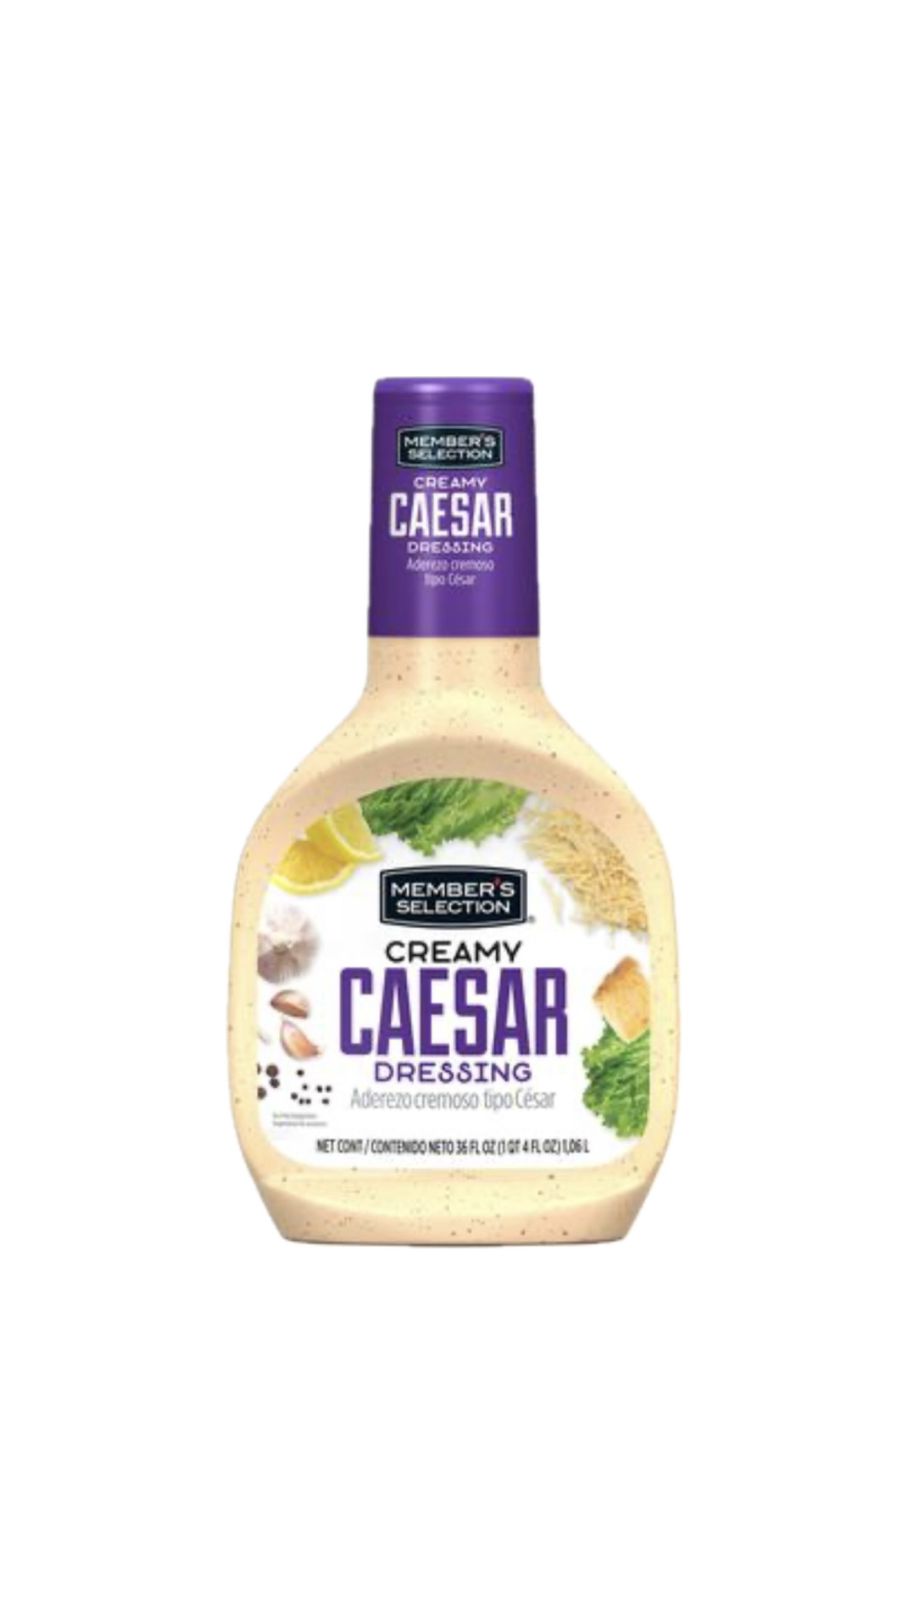 MEMBER'S
SELECTION
CREAMY
CAESAR
DRESSING
Aderezo cremoso
tipo César
MEMBER'S
SELECTION
®
CREAMY
CAESAR
DRESSING
Aderezo cremoso tipo César
NET CONT / CONTENIDO NETO 36 FL OZ (1 QT 4 FL OZ) 1,06 L